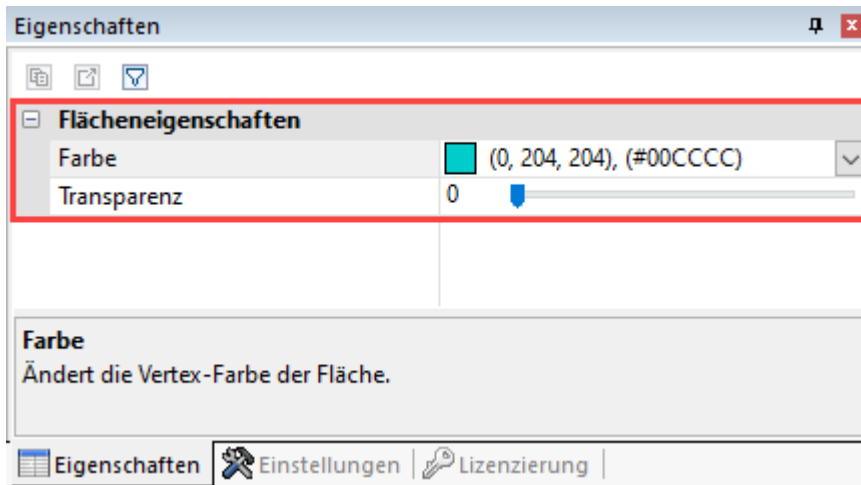 Eigenschaften
Flächeneigenschaften
Farbe (0, 204, 204), (#00CCCC)
Transparenz 0
Farbe
Ändert die Vertex-Farbe der Fläche.
Eigenschaften Einstellungen Lizenzierung